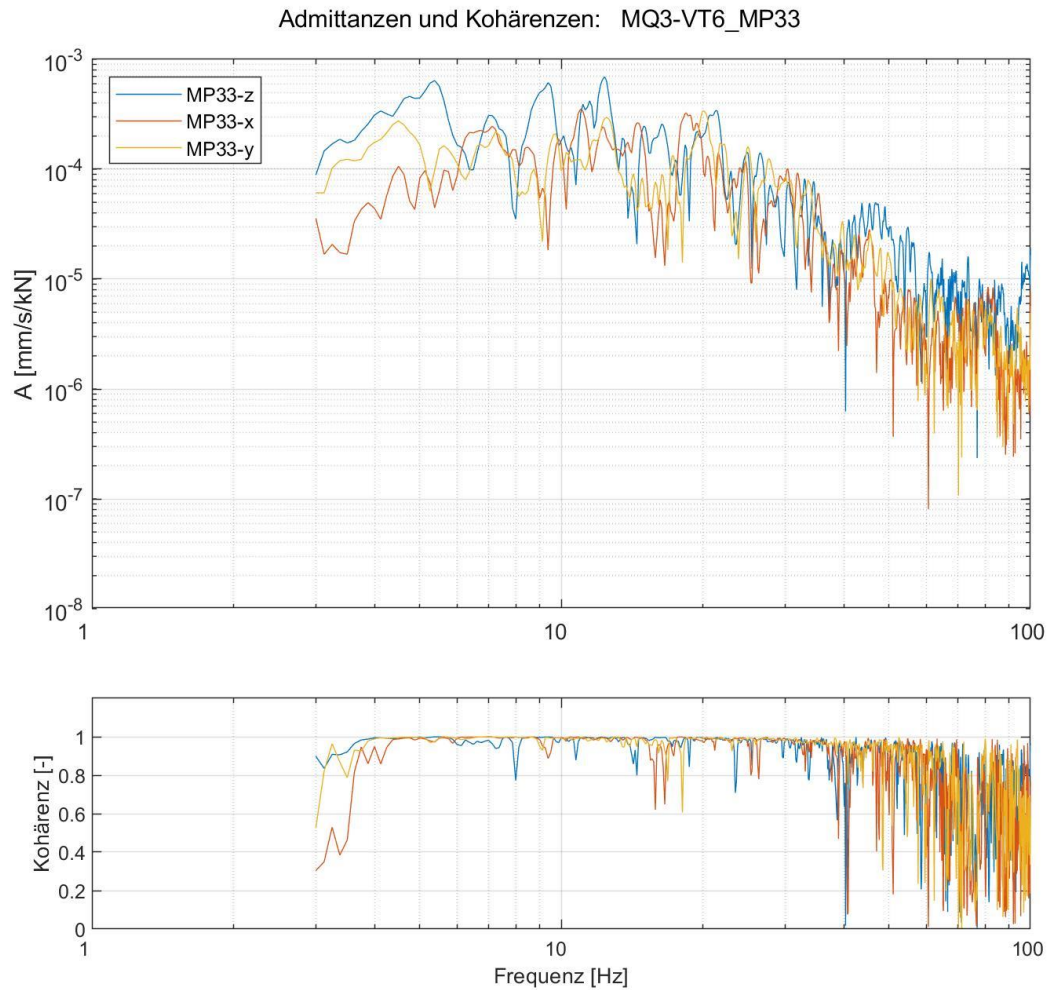 Admittanzen und Kohärenzen: MQ3-VT6_MP33
10-3
MP33-z
MP33-x
MP33-y
10-4
10-5
A [mm/s/kN]
10-6
10-7
10-8
1 10 100
1
0.8
0.6
0.4
0.2
0
Kohärenz [-]
1 10 100
Frequenz [Hz]